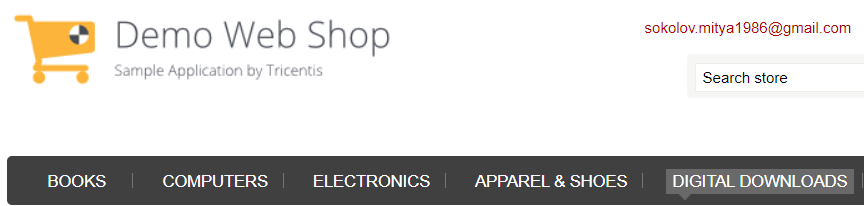 Demo Web Shop
Sample Application by Tricentis
sokolov.mitya1986@gmail.com
Search store
BOOKS COMPUTERS ELECTRONICS APPAREL & SHOES DIGITAL DOWNLOADS